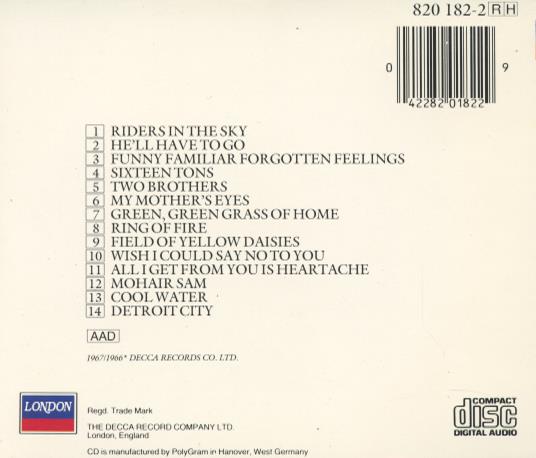 820 182-2 R H
0 42282 01822 9
1 RIDERS IN THE SKY
2 HE'LL HAVE TO GO
3 FUNNY FAMILIAR FORGOTTEN FEELINGS
4 SIXTEEN TONS
5 TWO BROTHERS
6 MY MOTHER'S EYES
7 GREEN, GREEN GRASS OF HOME
8 RING OF FIRE
9 FIELD OF YELLOW DAISIES
10 WISH I COULD SAY NO TO YOU
11 ALL I GET FROM YOU IS HEARTACHE
12 MOHAIR SAM
13 COOL WATER
14 DETROIT CITY
AAD
1967/1966* DECCA RECORDS CO. LTD.
LONDON
Regd. Trade Mark
THE DECCA RECORD COMPANY LTD.
London, England
CD is manufactured by PolyGram in Hanover, West Germany
COMPACT
disc
DIGITAL AUDIO